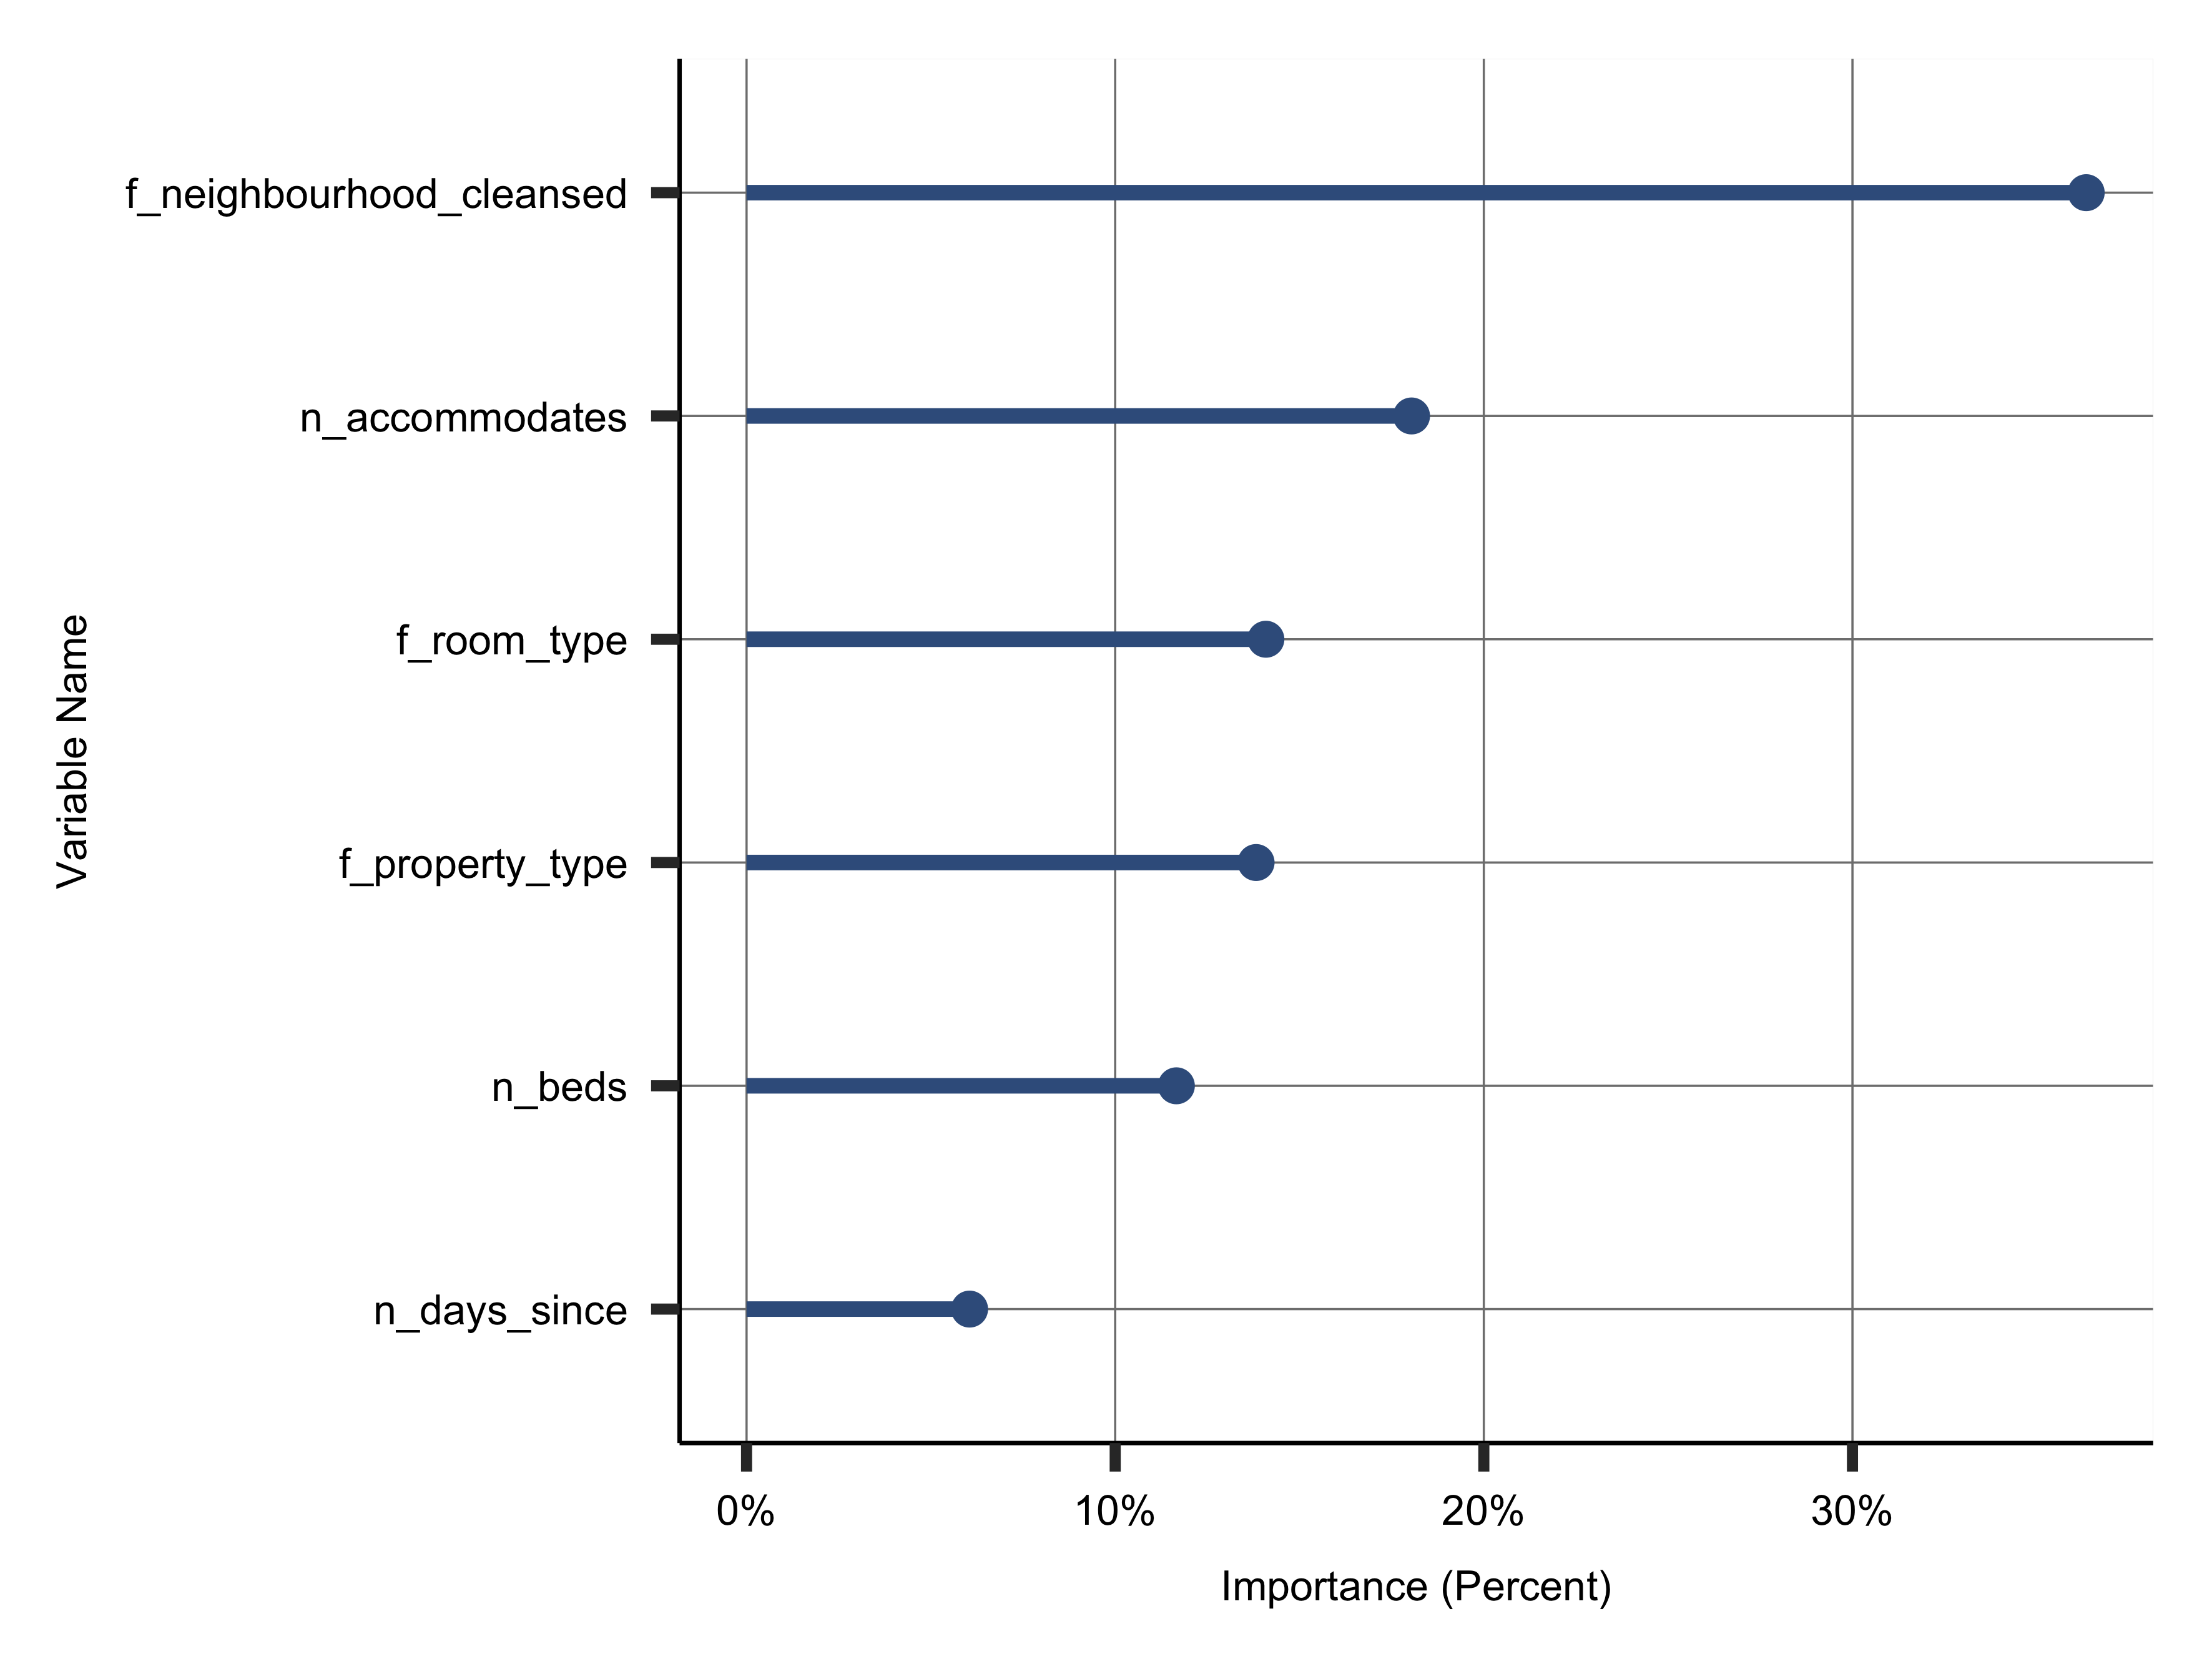 Variable Name
f_neighbourhood_cleansed
n_accommodates
f_room_type
f_property_type
n_beds
n_days_since
0% 10% 20% 30%
Importance (Percent)